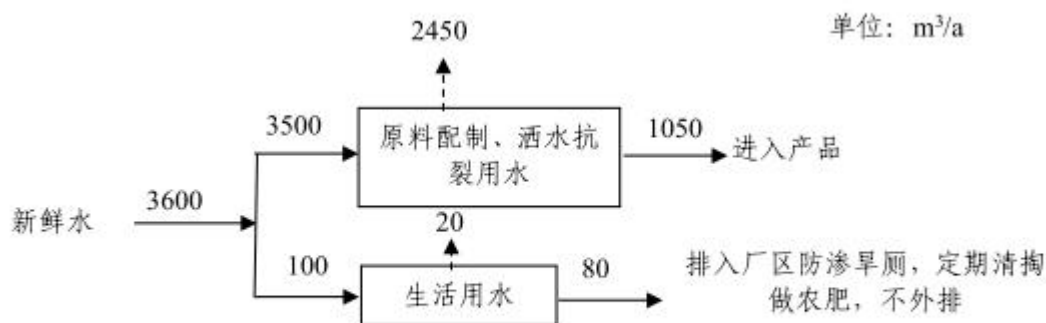 2450
单位：m³/a
3500
原料配制、洒水抗
裂用水
1050
进入产品
新鲜水
3600
20
100
生活用水
80
排入厂区防渗旱厕，定期清掏
做农肥，不外排